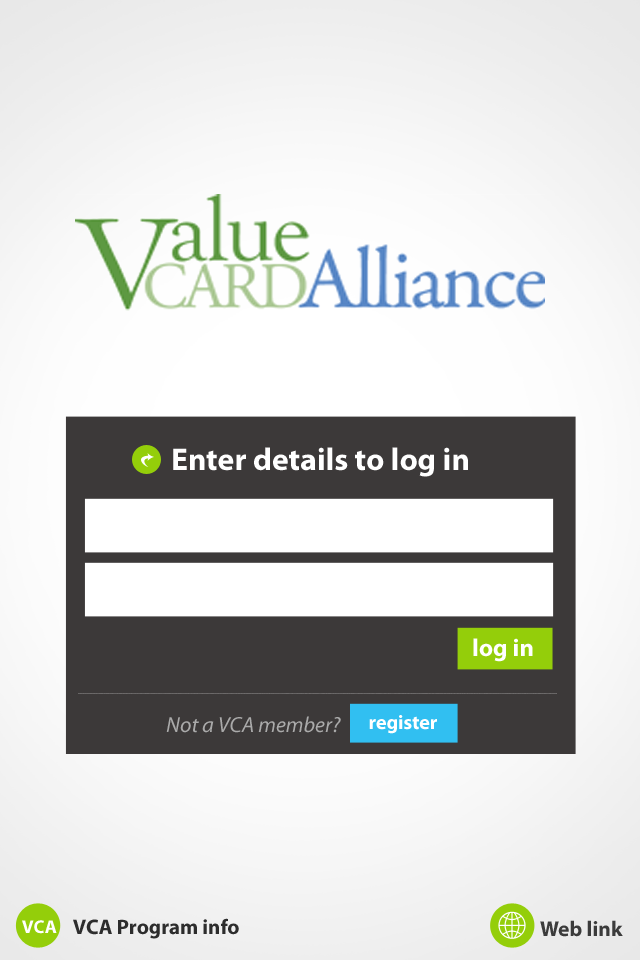 Value
CARD Alliance
Enter details to log in
log in
Not a VCA member? register
VCA VCA Program info
Web link